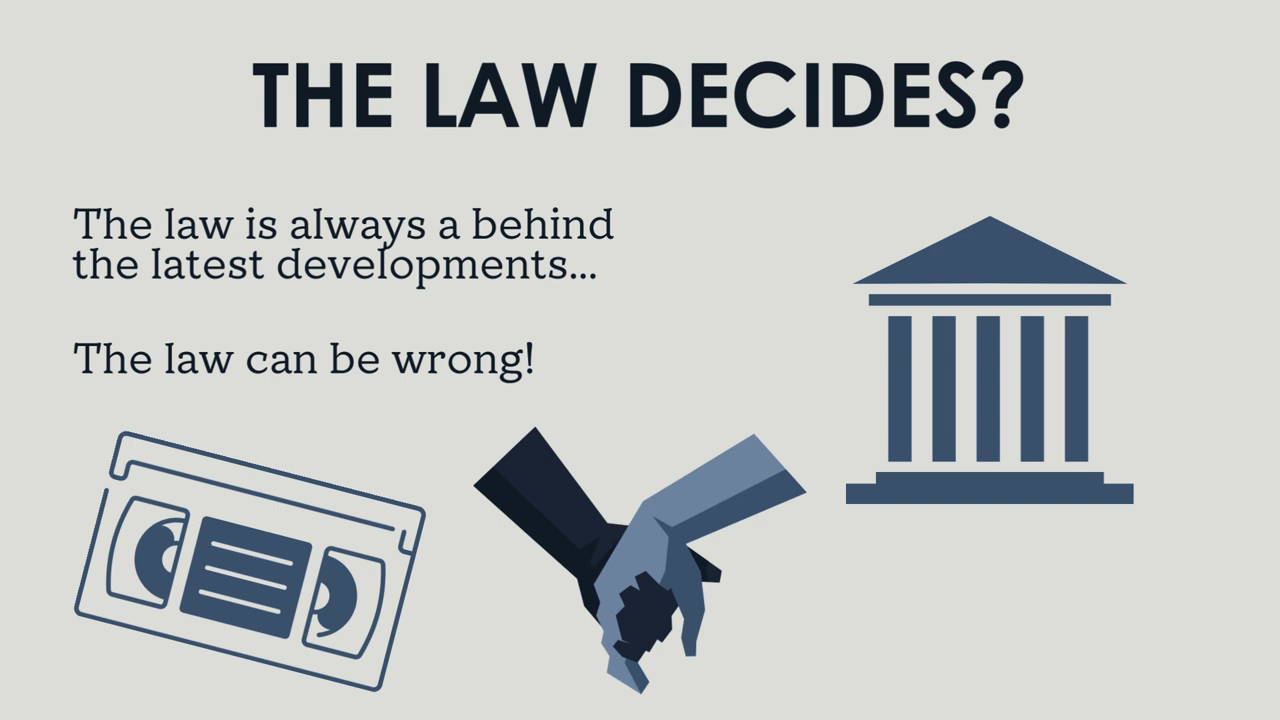 THE LAW DECIDES?
The law is always a behind
the latest developments...
The law can be wrong!